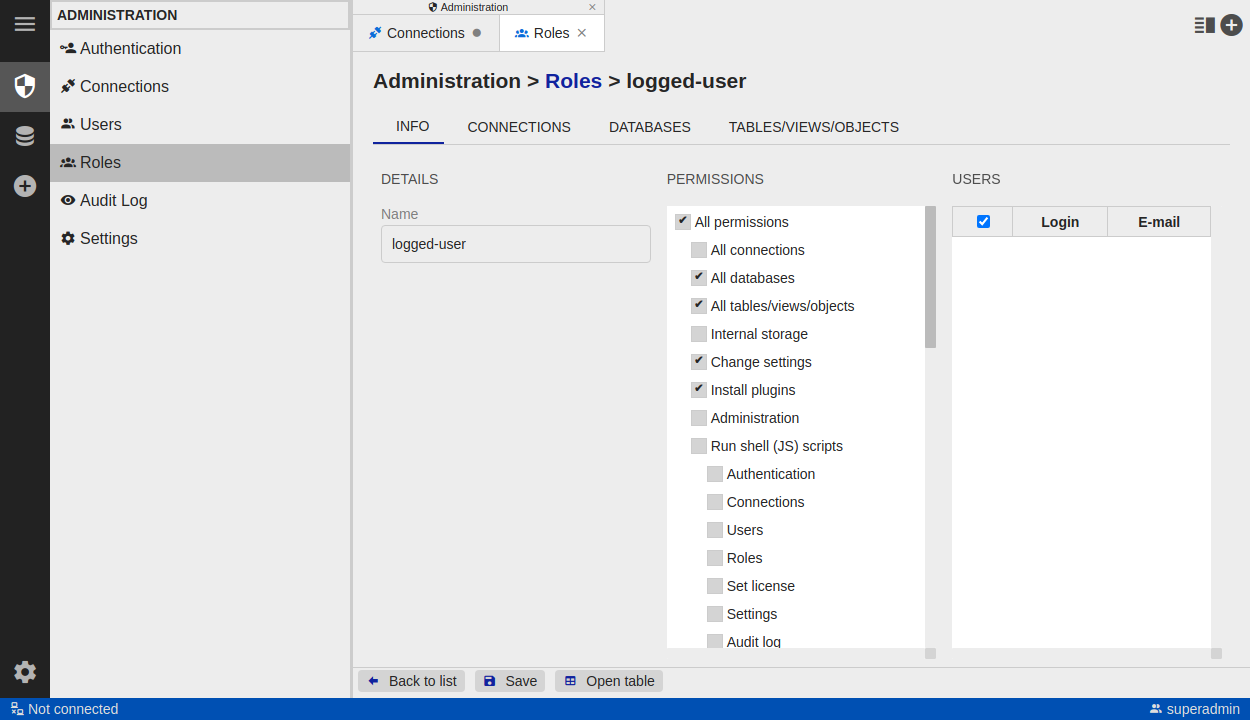 ADMINISTRATION
Authentication
Connections
Users
Roles
Audit Log
Settings
Administration
Connections
Roles
Administration > Roles > logged-user
INFO
CONNECTIONS
DATABASES
TABLES/VIEWS/OBJECTS
DETAILS
Name
logged-user
PERMISSIONS
All permissions
All connections
All databases
All tables/views/objects
Internal storage
Change settings
Install plugins
Administration
Run shell (JS) scripts
Authentication
Connections
Users
Roles
Set license
Settings
Audit log
USERS
Login
E-mail
Back to list
Save
Open table
Not connected
superadmin